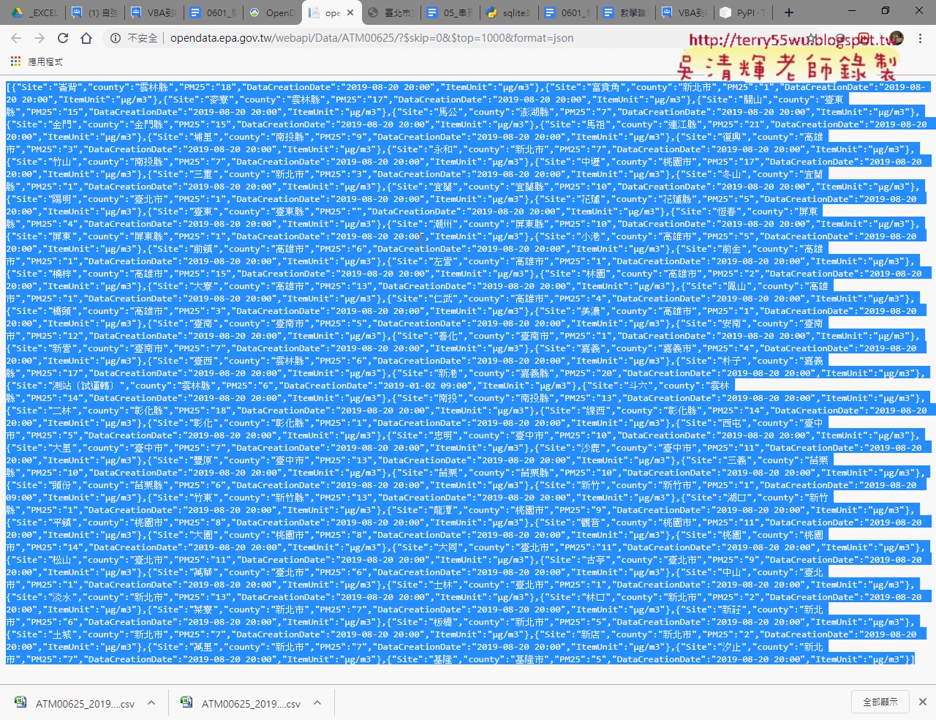 _EXCEL
(1) 自強
VBA到
0601_
OpenD
ope
臺北市
05_串
sqlite3
0601_
教學論
VBA到
PyPI · T
不安全
opendata.epa.gov.tw/webapi/Data/ATM00625/?$skip=0&$top=1000&format=json
http://terry55wu.blogspot.tw
吳清輝老師錄製
應用程式
[{"Site":"崙背","county":"雲林縣","PM25":"18","DataCreationDate":"2019-08-20 20:00","ItemUnit":"μg/m3"},{"Site":"富貴角","county":"新北市","PM25":"1","DataCreationDate":"2019-08-
20 20:00","ItemUnit":"μg/m3"},{"Site":"麥寮","county":"雲林縣","PM25":"17","DataCreationDate":"2019-08-20 20:00","ItemUnit":"μg/m3"},{"Site":"關山","county":"臺東
縣","PM25":"15","DataCreationDate":"2019-08-20 20:00","ItemUnit":"μg/m3"},{"Site":"馬公","county":"澎湖縣","PM25":"7","DataCreationDate":"2019-08-20 20:00","ItemUnit":"μg/m3"},
{"Site":"金門","county":"金門縣","PM25":"15","DataCreationDate":"2019-08-20 20:00","ItemUnit":"μg/m3"},{"Site":"馬祖","county":"連江縣","PM25":"21","DataCreationDate":"2019-08-20
20:00","ItemUnit":"μg/m3"},{"Site":"埔里","county":"南投縣","PM25":"9","DataCreationDate":"2019-08-20 20:00","ItemUnit":"μg/m3"},{"Site":"復興","county":"高雄
市","PM25":"3","DataCreationDate":"2019-08-20 20:00","ItemUnit":"μg/m3"},{"Site":"永和","county":"新北市","PM25":"7","DataCreationDate":"2019-08-20 20:00","ItemUnit":"μg/m3"},
{"Site":"竹山","county":"南投縣","PM25":"7","DataCreationDate":"2019-08-20 20:00","ItemUnit":"μg/m3"},{"Site":"中壢","county":"桃園市","PM25":"17","DataCreationDate":"2019-08-20
20:00","ItemUnit":"μg/m3"},{"Site":"三重","county":"新北市","PM25":"3","DataCreationDate":"2019-08-20 20:00","ItemUnit":"μg/m3"},{"Site":"冬山","county":"宜蘭
縣","PM25":"1","DataCreationDate":"2019-08-20 20:00","ItemUnit":"μg/m3"},{"Site":"宜蘭","county":"宜蘭縣","PM25":"10","DataCreationDate":"2019-08-20 20:00","ItemUnit":"μg/m3"},
{"Site":"陽明","county":"臺北市","PM25":"1","DataCreationDate":"2019-08-20 20:00","ItemUnit":"μg/m3"},{"Site":"花蓮","county":"花蓮縣","PM25":"5","DataCreationDate":"2019-08-20
20:00","ItemUnit":"μg/m3"},{"Site":"臺東","county":"臺東縣","PM25":"","DataCreationDate":"2019-08-20 20:00","ItemUnit":"μg/m3"},{"Site":"恆春","county":"屏東
縣","PM25":"4","DataCreationDate":"2019-08-20 20:00","ItemUnit":"μg/m3"},{"Site":"潮州","county":"屏東縣","PM25":"10","DataCreationDate":"2019-08-20 20:00","ItemUnit":"μg/m3"},
{"Site":"屏東","county":"屏東縣","PM25":"11","DataCreationDate":"2019-08-20 20:00","ItemUnit":"μg/m3"},{"Site":"小港","county":"高雄市","PM25":"5","DataCreationDate":"2019-08-20
20:00","ItemUnit":"μg/m3"},{"Site":"前鎮","county":"高雄市","PM25":"6","DataCreationDate":"2019-08-20 20:00","ItemUnit":"μg/m3"},{"Site":"前金","county":"高雄
市","PM25":"1","DataCreationDate":"2019-08-20 20:00","ItemUnit":"μg/m3"},{"Site":"左營","county":"高雄市","PM25":"1","DataCreationDate":"2019-08-20 20:00","ItemUnit":"μg/m3"},
{"Site":"楠梓","county":"高雄市","PM25":"15","DataCreationDate":"2019-08-20 20:00","ItemUnit":"μg/m3"},{"Site":"林園","county":"高雄市","PM25":"2","DataCreationDate":"2019-08-20
20:00","ItemUnit":"μg/m3"},{"Site":"大寮","county":"高雄市","PM25":"13","DataCreationDate":"2019-08-20 20:00","ItemUnit":"μg/m3"},{"Site":"鳳山","county":"高雄
市","PM25":"1","DataCreationDate":"2019-08-20 20:00","ItemUnit":"μg/m3"},{"Site":"仁武","county":"高雄市","PM25":"4","DataCreationDate":"2019-08-20 20:00","ItemUnit":"μg/m3"},
{"Site":"橋頭","county":"高雄市","PM25":"3","DataCreationDate":"2019-08-20 20:00","ItemUnit":"μg/m3"},{"Site":"美濃","county":"高雄市","PM25":"1","DataCreationDate":"2019-08-20
20:00","ItemUnit":"μg/m3"},{"Site":"臺南","county":"臺南市","PM25":"5","DataCreationDate":"2019-08-20 20:00","ItemUnit":"μg/m3"},{"Site":"安南","county":"臺南
市","PM25":"12","DataCreationDate":"2019-08-20 20:00","ItemUnit":"μg/m3"},{"Site":"善化","county":"臺南市","PM25":"1","DataCreationDate":"2019-08-20 20:00","ItemUnit":"μg/m3"},
{"Site":"新營","county":"臺南市","PM25":"7","DataCreationDate":"2019-08-20 20:00","ItemUnit":"μg/m3"},{"Site":"嘉義","county":"嘉義市","PM25":"4","DataCreationDate":"2019-08-20
20:00","ItemUnit":"μg/m3"},{"Site":"臺西","county":"雲林縣","PM25":"6","DataCreationDate":"2019-08-20 20:00","ItemUnit":"μg/m3"},{"Site":"朴子","county":"嘉義
縣","PM25":"17","DataCreationDate":"2019-08-20 20:00","ItemUnit":"μg/m3"},{"Site":"新港","county":"嘉義縣","PM25":"20","DataCreationDate":"2019-08-20 20:00","ItemUnit":"μg/m3"},
{"Site":"測站（試運轉）","county":"雲林縣","PM25":"6","DataCreationDate":"2019-01-02 09:00","ItemUnit":"μg/m3"},{"Site":"斗六","county":"雲林
縣","PM25":"14","DataCreationDate":"2019-08-20 20:00","ItemUnit":"μg/m3"},{"Site":"南投","county":"南投縣","PM25":"13","DataCreationDate":"2019-08-20 20:00","ItemUnit":"μg/m3"},
{"Site":"二林","county":"彰化縣","PM25":"18","DataCreationDate":"2019-08-20 20:00","ItemUnit":"μg/m3"},{"Site":"線西","county":"彰化縣","PM25":"14","DataCreationDate":"2019-08-20
20:00","ItemUnit":"μg/m3"},{"Site":"彰化","county":"彰化縣","PM25":"1","DataCreationDate":"2019-08-20 20:00","ItemUnit":"μg/m3"},{"Site":"西屯","county":"臺中
市","PM25":"5","DataCreationDate":"2019-08-20 20:00","ItemUnit":"μg/m3"},{"Site":"忠明","county":"臺中市","PM25":"10","DataCreationDate":"2019-08-20 20:00","ItemUnit":"μg/m3"},
{"Site":"大里","county":"臺中市","PM25":"7","DataCreationDate":"2019-08-20 20:00","ItemUnit":"μg/m3"},{"Site":"沙鹿","county":"臺中市","PM25":"11","DataCreationDate":"2019-08-20
20:00","ItemUnit":"μg/m3"},{"Site":"豐原","county":"臺中市","PM25":"13","DataCreationDate":"2019-08-20 20:00","ItemUnit":"μg/m3"},{"Site":"三義","county":"苗栗
縣","PM25":"10","DataCreationDate":"2019-08-20 20:00","ItemUnit":"μg/m3"},{"Site":"苗栗","county":"苗栗縣","PM25":"10","DataCreationDate":"2019-08-20 20:00","ItemUnit":"μg/m3"},
{"Site":"頭份","county":"苗栗縣","PM25":"6","DataCreationDate":"2019-08-20 20:00","ItemUnit":"μg/m3"},{"Site":"新竹","county":"新竹市","PM25":"1","DataCreationDate":"2019-08-20
09:00","ItemUnit":"μg/m3"},{"Site":"竹東","county":"新竹縣","PM25":"13","DataCreationDate":"2019-08-20 20:00","ItemUnit":"μg/m3"},{"Site":"湖口","county":"新竹
縣","PM25":"1","DataCreationDate":"2019-08-20 20:00","ItemUnit":"μg/m3"},{"Site":"龍潭","county":"桃園市","PM25":"9","DataCreationDate":"2019-08-20 20:00","ItemUnit":"μg/m3"},
{"Site":"平鎮","county":"桃園市","PM25":"8","DataCreationDate":"2019-08-20 20:00","ItemUnit":"μg/m3"},{"Site":"觀音","county":"桃園市","PM25":"11","DataCreationDate":"2019-08-20
20:00","ItemUnit":"μg/m3"},{"Site":"大園","county":"桃園市","PM25":"8","DataCreationDate":"2019-08-20 20:00","ItemUnit":"μg/m3"},{"Site":"桃園","county":"桃園
市","PM25":"14","DataCreationDate":"2019-08-20 20:00","ItemUnit":"μg/m3"},{"Site":"大同","county":"臺北市","PM25":"11","DataCreationDate":"2019-08-20 20:00","ItemUnit":"μg/m3"},
{"Site":"松山","county":"臺北市","PM25":"11","DataCreationDate":"2019-08-20 20:00","ItemUnit":"μg/m3"},{"Site":"古亭","county":"臺北市","PM25":"9","DataCreationDate":"2019-08-20
20:00","ItemUnit":"μg/m3"},{"Site":"萬華","county":"臺北市","PM25":"6","DataCreationDate":"2019-08-20 20:00","ItemUnit":"μg/m3"},{"Site":"中山","county":"臺北
市","PM25":"1","DataCreationDate":"2019-08-20 20:00","ItemUnit":"μg/m3"},{"Site":"士林","county":"臺北市","PM25":"1","DataCreationDate":"2019-08-20 20:00","ItemUnit":"μg/m3"},
{"Site":"淡水","county":"新北市","PM25":"13","DataCreationDate":"2019-08-20 20:00","ItemUnit":"μg/m3"},{"Site":"林口","county":"新北市","PM25":"2","DataCreationDate":"2019-08-20
20:00","ItemUnit":"μg/m3"},{"Site":"菜寮","county":"新北市","PM25":"7","DataCreationDate":"2019-08-20 20:00","ItemUnit":"μg/m3"},{"Site":"新莊","county":"新北
市","PM25":"6","DataCreationDate":"2019-08-20 20:00","ItemUnit":"μg/m3"},{"Site":"板橋","county":"新北市","PM25":"5","DataCreationDate":"2019-08-20 20:00","ItemUnit":"μg/m3"},
{"Site":"土城","county":"新北市","PM25":"7","DataCreationDate":"2019-08-20 20:00","ItemUnit":"μg/m3"},{"Site":"新店","county":"新北市","PM25":"2","DataCreationDate":"2019-08-20
20:00","ItemUnit":"μg/m3"},{"Site":"萬里","county":"新北市","PM25":"7","DataCreationDate":"2019-08-20 20:00","ItemUnit":"μg/m3"},{"Site":"汐止","county":"新北
市","PM25":"7","DataCreationDate":"2019-08-20 20:00","ItemUnit":"μg/m3"},{"Site":"基隆","county":"基隆市","PM25":"5","DataCreationDate":"2019-08-20 20:00","ItemUnit":"μg/m3"}]
ATM00625_2019....csv
ATM00625_2019....csv
全部顯示